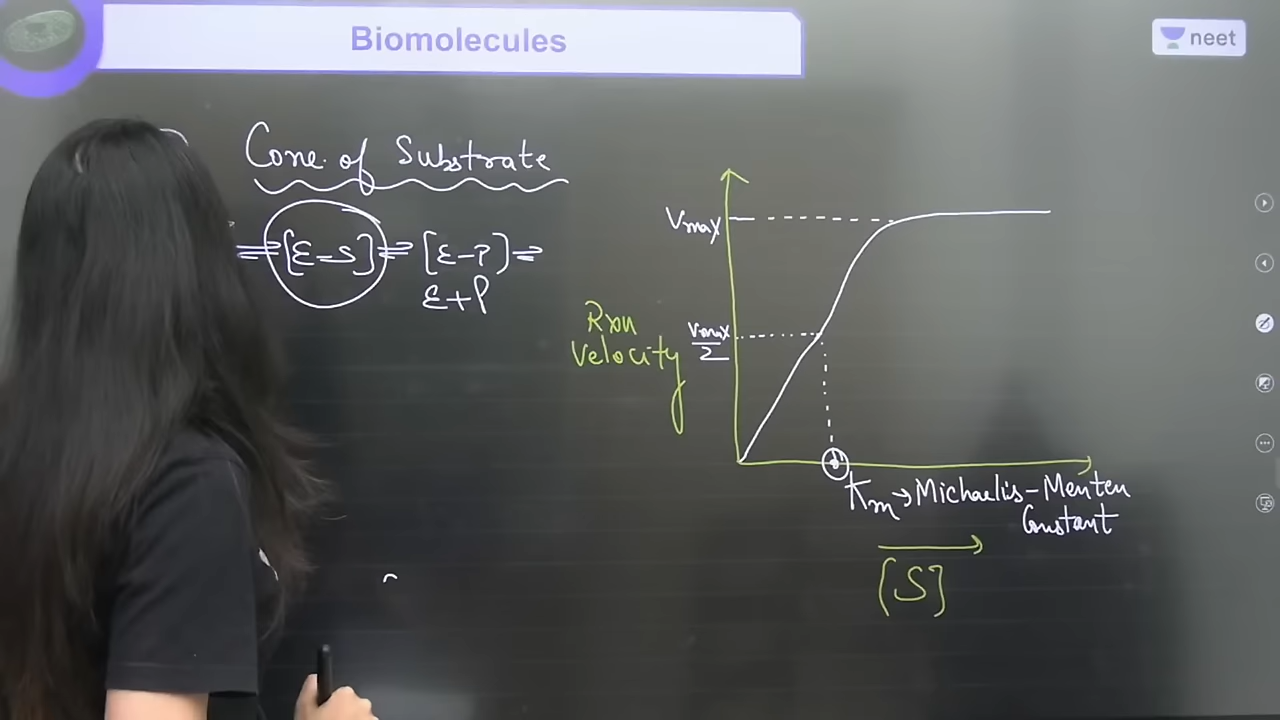 Biomolecules
neet
Conc. of Substrate
⇌ [E-S] ⇌ [E-P] ⇌
E+P
Vmax
Vmax/2
Rxn
Velocity
Km → Michaelis-Menten
Constant
[S]